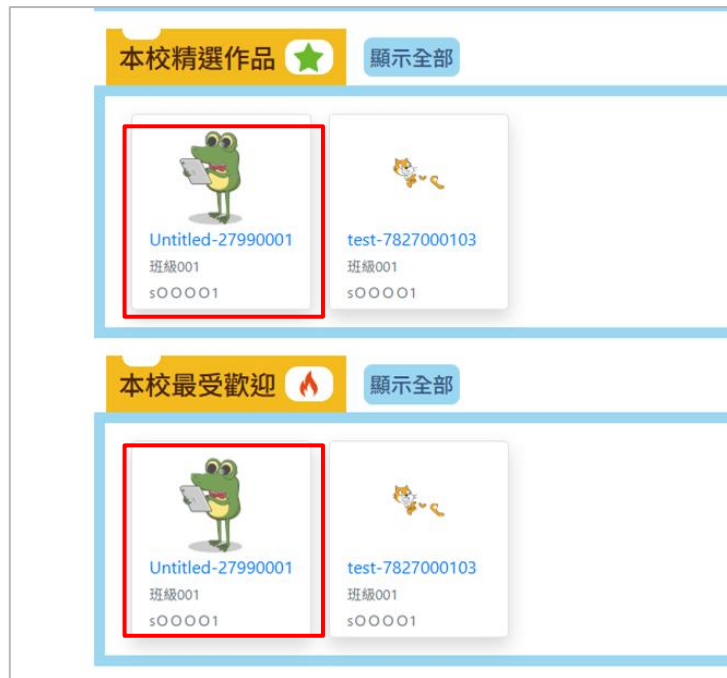 本校精選作品
顯示全部
Untitled-27990001
test-7827000103
班級001
班級001
sOOOO1
sOOOO1
本校最受歡迎
顯示全部
Untitled-27990001
test-7827000103
班級001
班級001
sOOOO1
sOOOO1